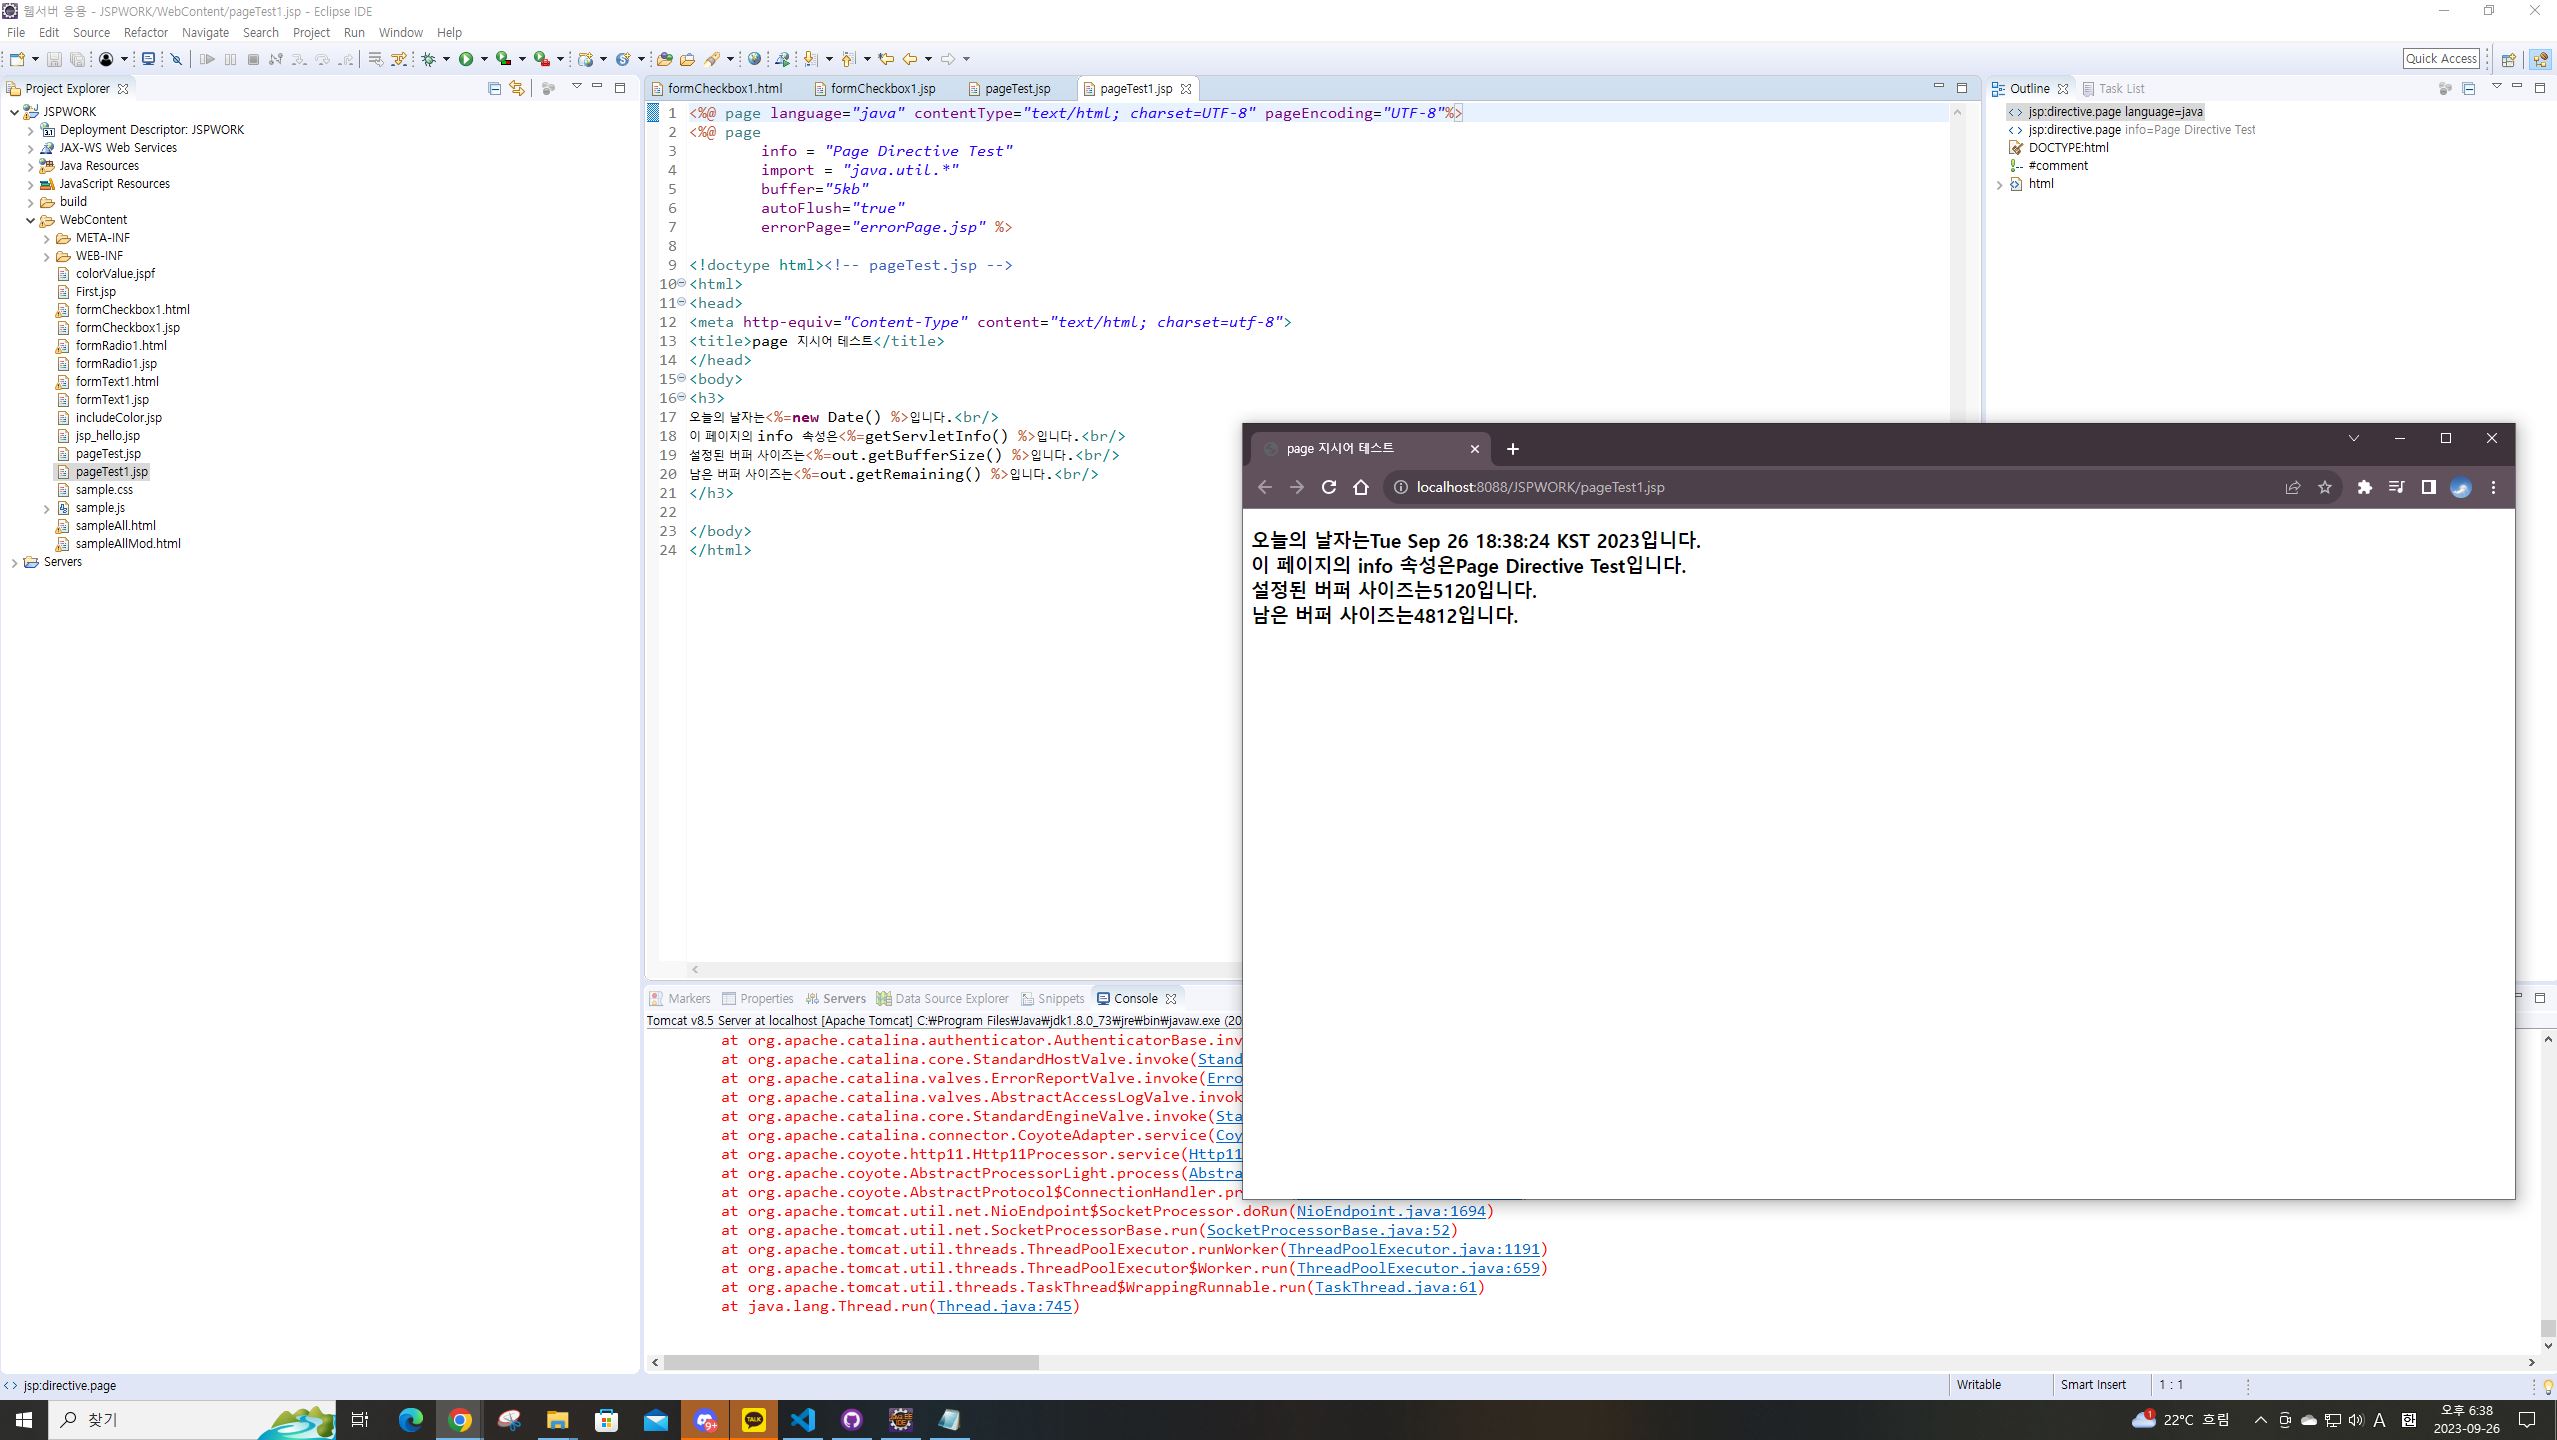 웹서버 응용 - JSPWORK/WebContent/pageTest1.jsp - Eclipse IDE
File Edit Source Refactor Navigate Search Project Run Window Help
Quick Access
Project Explorer
JSPWORK
Deployment Descriptor: JSPWORK
JAX-WS Web Services
Java Resources
JavaScript Resources
build
WebContent
META-INF
WEB-INF
colorValue.jspf
First.jsp
formCheckbox1.html
formCheckbox1.jsp
formRadio1.html
formRadio1.jsp
formText1.html
formText1.jsp
includeColor.jsp
jsp_hello.jsp
pageTest.jsp
pageTest1.jsp
sample.css
sample.js
sampleAll.html
sampleAllMod.html
Servers
formCheckbox1.html formCheckbox1.jsp pageTest.jsp pageTest1.jsp
1 <%@ page language="java" contentType="text/html; charset=UTF-8" pageEncoding="UTF-8"%>
2 <%@ page
3 info = "Page Directive Test"
4 import = "java.util.*"
5 buffer="5kb"
6 autoFlush="true"
7 errorPage="errorPage.jsp" %>
8
9 <!doctype html><!-- pageTest.jsp -->
10 <html>
11 <head>
12 <meta http-equiv="Content-Type" content="text/html; charset=utf-8">
13 <title>page 지시어 테스트</title>
14 </head>
15 <body>
16 <h3>
17 오늘의 날자는<%=new Date() %>입니다.<br/>
18 이 페이지의 info 속성은<%=getServletInfo() %>입니다.<br/>
19 설정된 버퍼 사이즈는<%=out.getBufferSize() %>입니다.<br/>
20 남은 버퍼 사이즈는<%=out.getRemaining() %>입니다.<br/>
21 </h3>
22
23 </body>
24 </html>
Outline Task List
jsp:directive.page language=java
jsp:directive.page info=Page Directive Test
DOCTYPE:html
#comment
html
page 지시어 테스트
localhost:8088/JSPWORK/pageTest1.jsp
오늘의 날자는Tue Sep 26 18:38:24 KST 2023입니다.
이 페이지의 info 속성은Page Directive Test입니다.
설정된 버퍼 사이즈는5120입니다.
남은 버퍼 사이즈는4812입니다.
Markers Properties Servers Data Source Explorer Snippets Console
Tomcat v8.5 Server at localhost [Apache Tomcat] C:₩Program Files₩Java₩jdk1.8.0_73₩jre₩bin₩javaw.exe (20
at org.apache.catalina.authenticator.AuthenticatorBase.inv
at org.apache.catalina.core.StandardHostValve.invoke(Stand
at org.apache.catalina.valves.ErrorReportValve.invoke(Erro
at org.apache.catalina.valves.AbstractAccessLogValve.invok
at org.apache.catalina.core.StandardEngineValve.invoke(Sta
at org.apache.catalina.connector.CoyoteAdapter.service(Coy
at org.apache.coyote.http11.Http11Processor.service(Http11
at org.apache.coyote.AbstractProcessorLight.process(Abstra
at org.apache.coyote.AbstractProtocol$ConnectionHandler.pr
at org.apache.tomcat.util.net.NioEndpoint$SocketProcessor.doRun(NioEndpoint.java:1694)
at org.apache.tomcat.util.net.SocketProcessorBase.run(SocketProcessorBase.java:52)
at org.apache.tomcat.util.threads.ThreadPoolExecutor.runWorker(ThreadPoolExecutor.java:1191)
at org.apache.tomcat.util.threads.ThreadPoolExecutor$Worker.run(ThreadPoolExecutor.java:659)
at org.apache.tomcat.util.threads.TaskThread$WrappingRunnable.run(TaskThread.java:61)
at java.lang.Thread.run(Thread.java:745)
jsp:directive.page Writable Smart Insert 1 : 1
찾기
9+
TALK
1
22°C 흐림
A
한
오후 6:38
2023-09-26